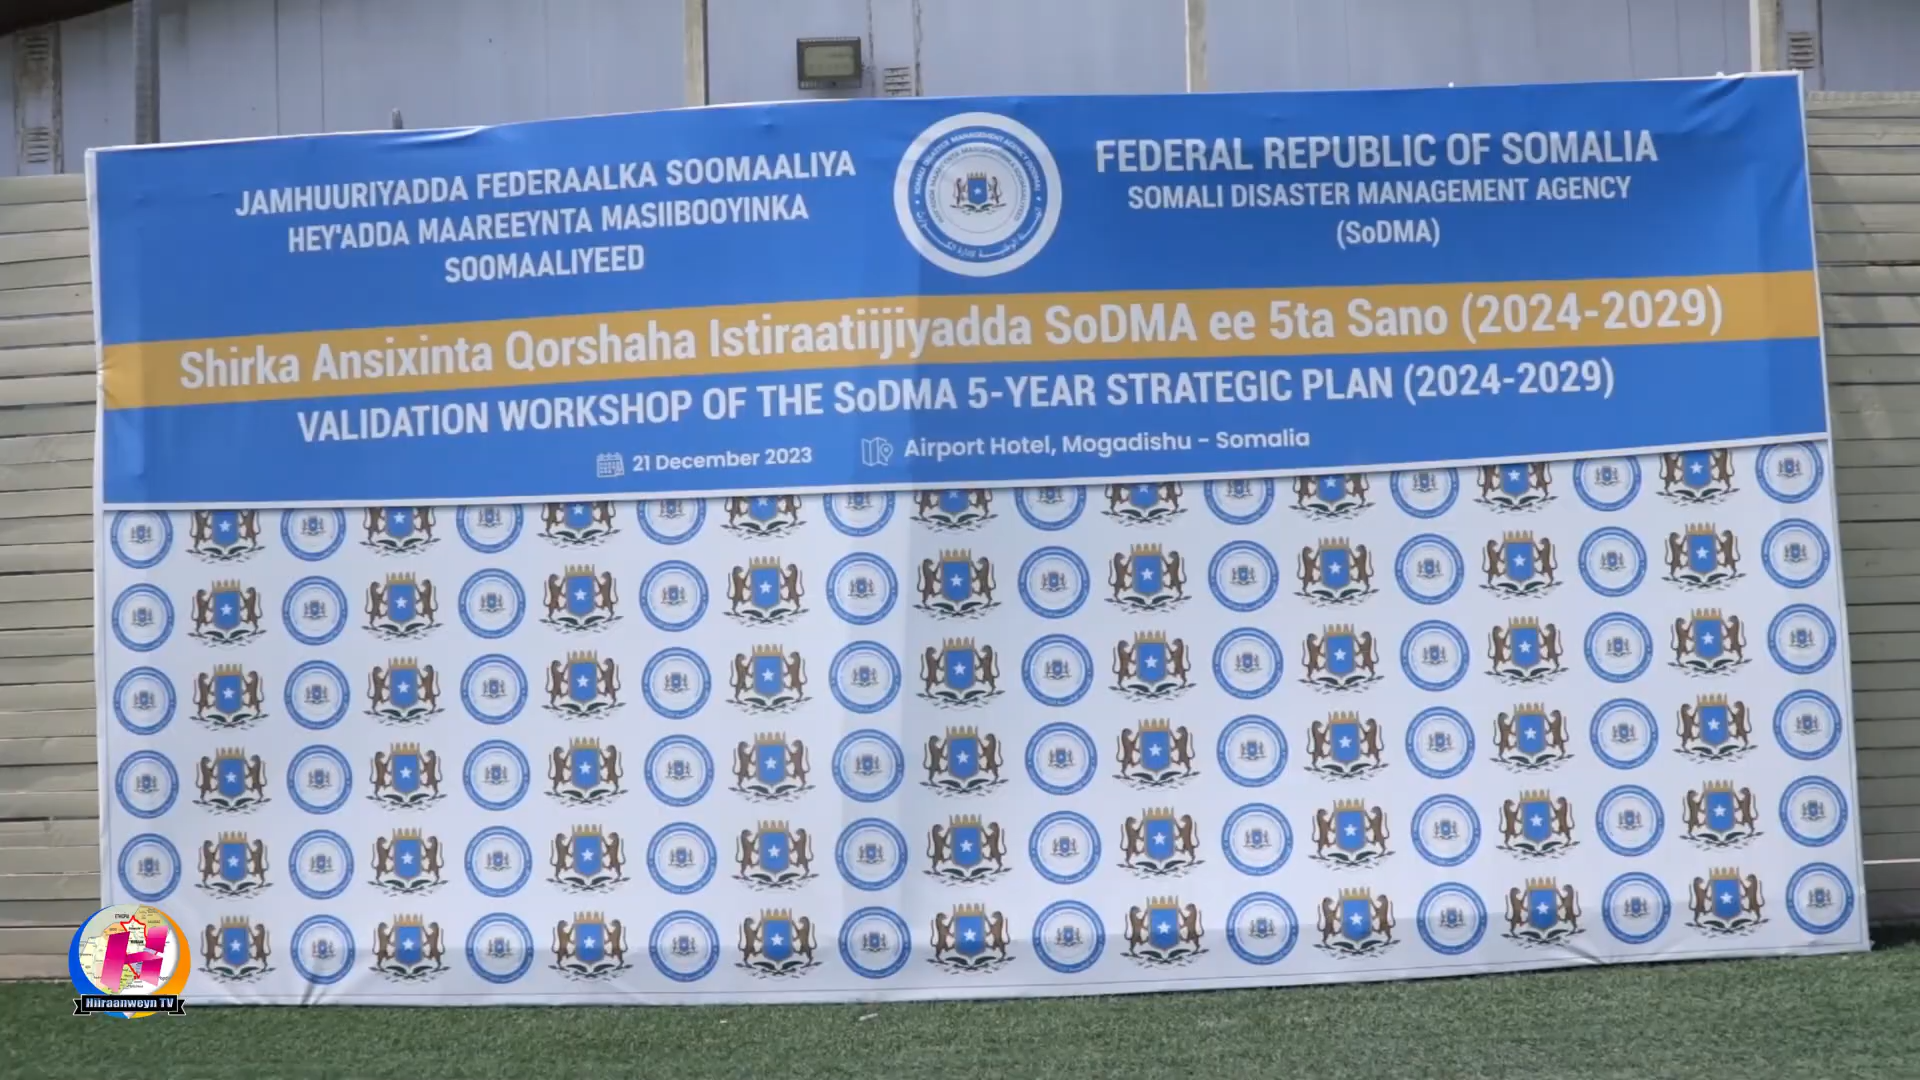 JAMHUURIYADDA FEDERAALKA SOOMAALIYA
HEY'ADDA MAAREEYNTA MASIIBOOYINKA
SOOMAALIYEED
FEDERAL REPUBLIC OF SOMALIA
SOMALI DISASTER MANAGEMENT AGENCY
(SoDMA)
Shirka Ansixinta Qorshaha Istiraatiijiyadda SoDMA ee 5ta Sano (2024-2029)
VALIDATION WORKSHOP OF THE SoDMA 5-YEAR STRATEGIC PLAN (2024-2029)
21 December 2023
Airport Hotel, Mogadishu - Somalia
H
Hiiraanweyn TV